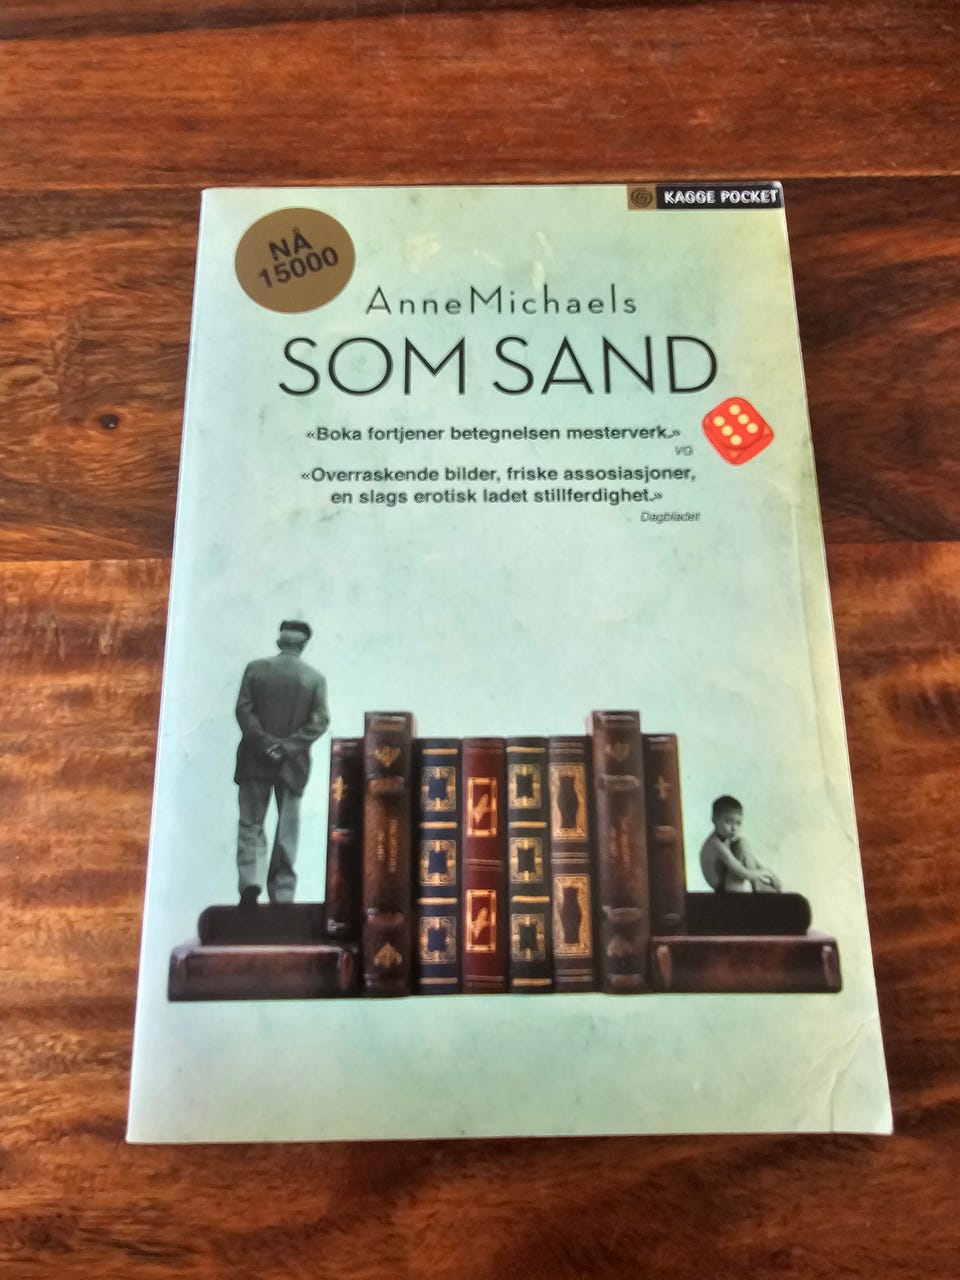 KAGGE POCKET
NÅ
15000
AnneMichaels
SOM SAND
«Boka fortjener betegnelsen mesterverk.»
VG
«Overraskende bilder, friske assosiasjoner,
en slags erotisk ladet stillferdighet.»
Dagbladet